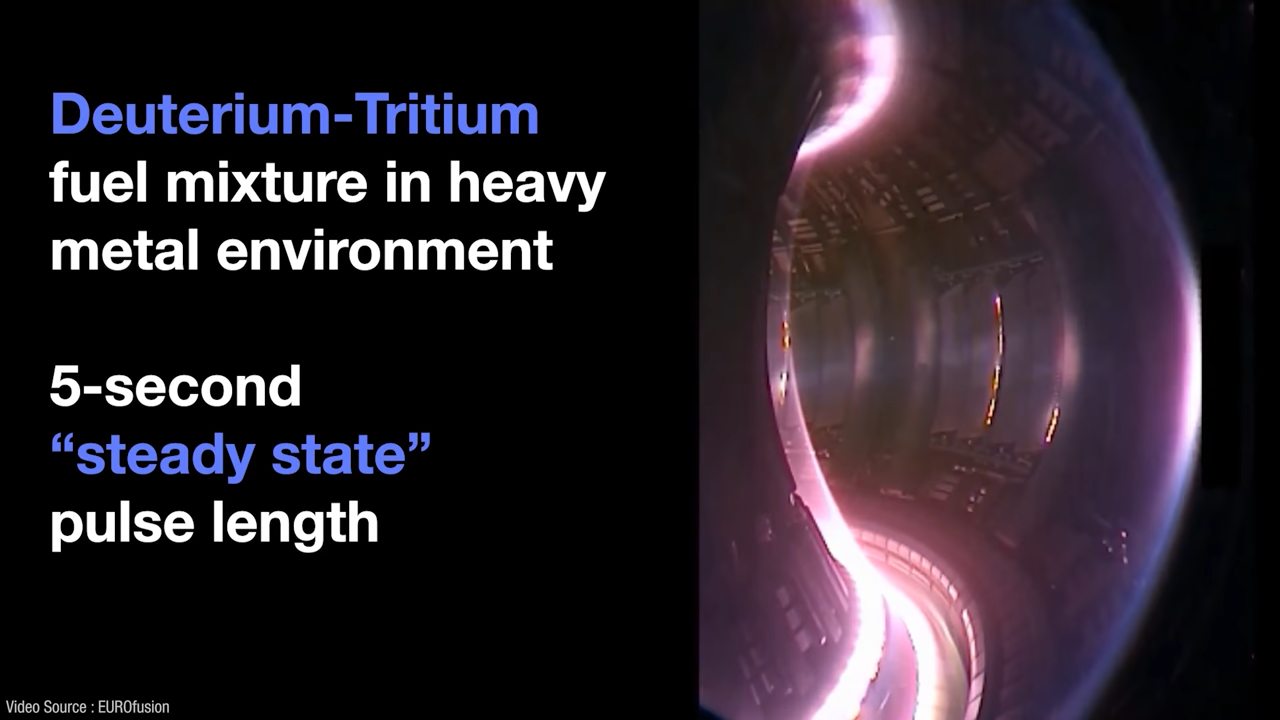 Deuterium-Tritium
fuel mixture in heavy
metal environment
5-second
“steady state”
pulse length
Video Source : EUROfusion